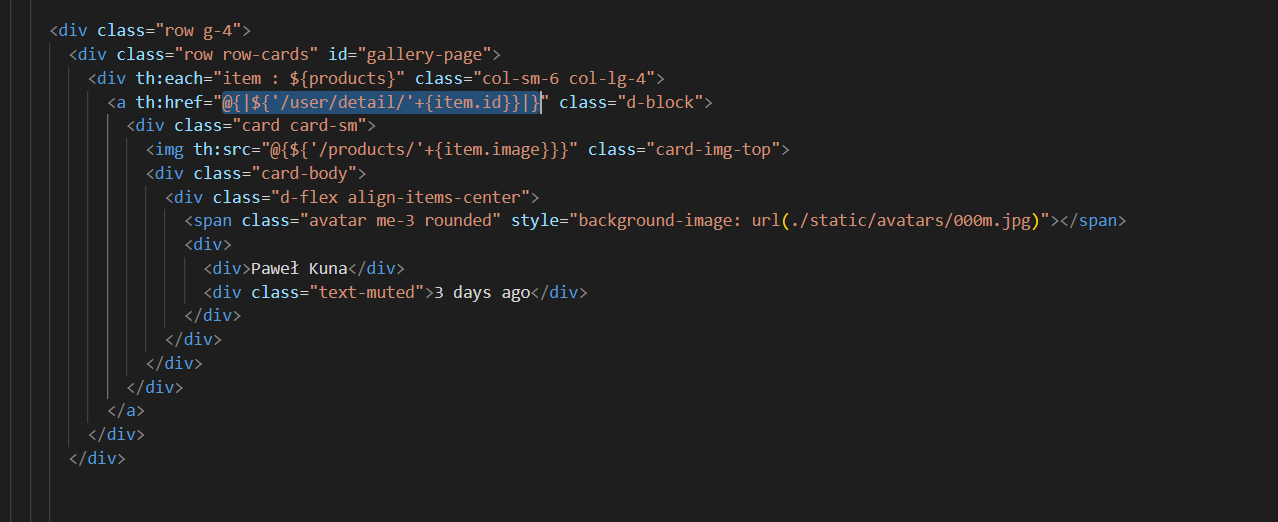 <div class="row g-4">
<div class="row row-cards" id="gallery-page">
<div th:each="item : ${products}" class="col-sm-6 col-lg-4">
<a th:href="@{|${'/user/detail/'+{item.id}}|}" class="d-block">
<div class="card card-sm">
<img th:src="@{${'/products/'+{item.image}}}" class="card-img-top">
<div class="card-body">
<div class="d-flex align-items-center">
<span class="avatar me-3 rounded" style="background-image: url(./static/avatars/000m.jpg)"></span>
<div>
<div>Paweł Kuna</div>
<div class="text-muted">3 days ago</div>
</div>
</div>
</div>
</div>
</a>
</div>
</div>